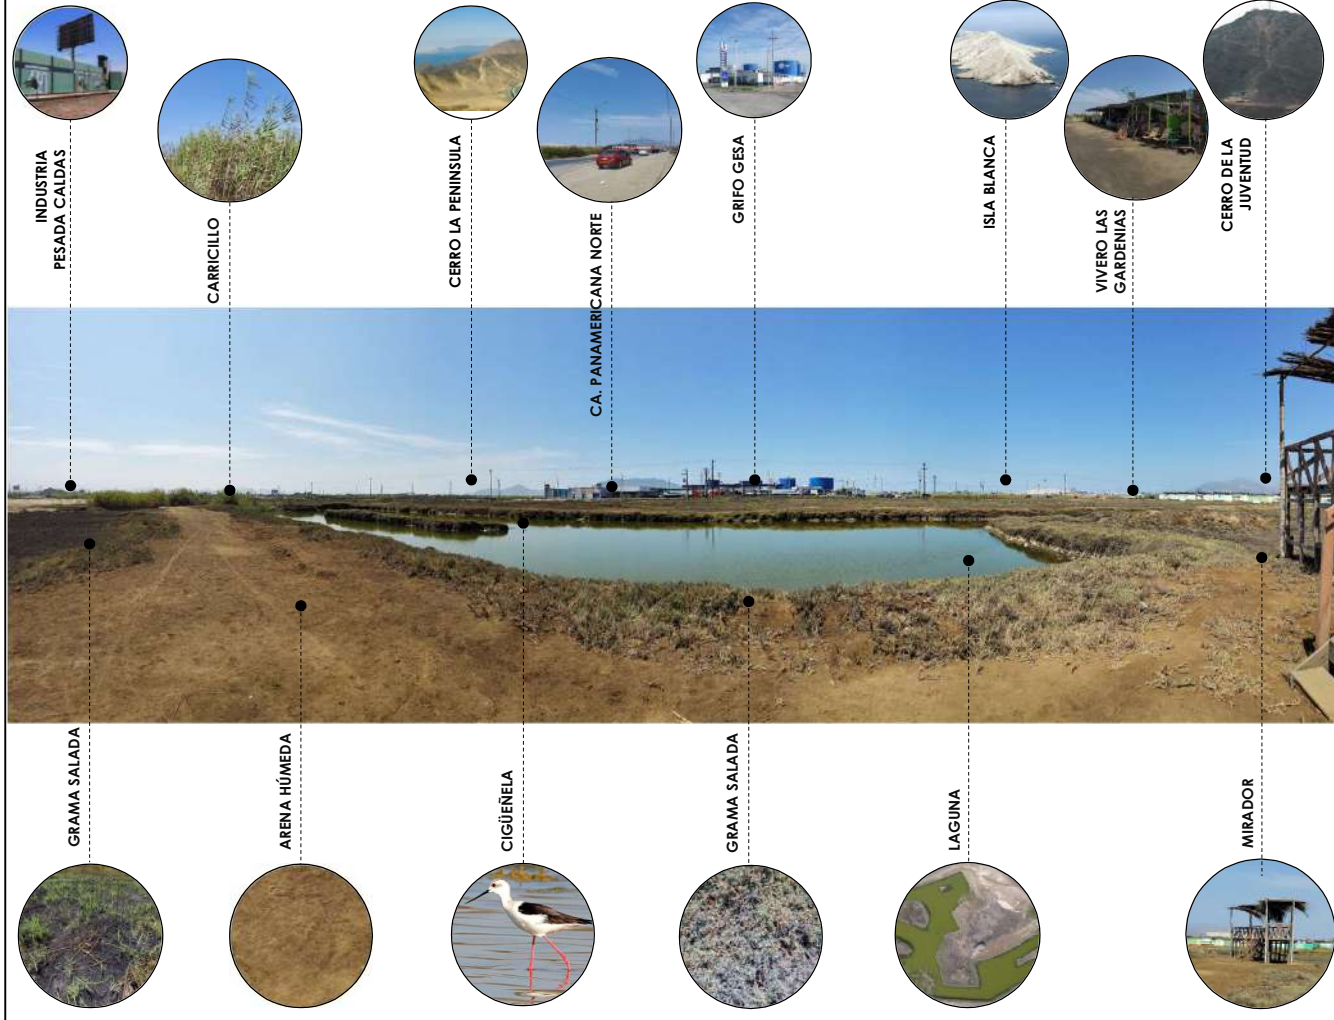 INDUSTRIA
PESADA CALDAS
CARRICILLO
CERRO LA PENINSULA
CA. PANAMERICANA NORTE
GRIFO GESA
ISLA BLANCA
VIVERO LAS
GARDENIAS
CERRO DE LA
JUVENTUD
GRAMA SALADA
ARENA HÚMEDA
CIGÜEÑELA
GRAMA SALADA
LAGUNA
MIRADOR